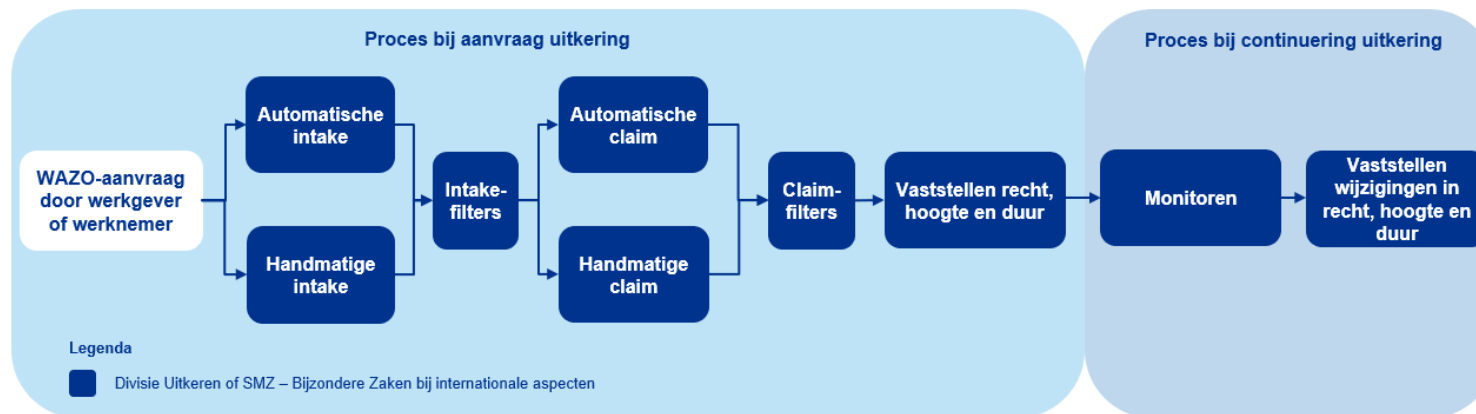 Proces bij aanvraag uitkering
Proces bij continuering uitkering
WAZO-aanvraag
door werkgever
of werknemer
Automatische
intake
Handmatige
intake
Intake-
filters
Automatische
claim
Handmatige
claim
Claim-
filters
Vaststellen recht,
hoogte en duur
Monitoren
Vaststellen
wijzigingen in
recht, hoogte en
duur
Legenda
Divisie Uitkeren of SMZ – Bijzondere Zaken bij internationale aspecten